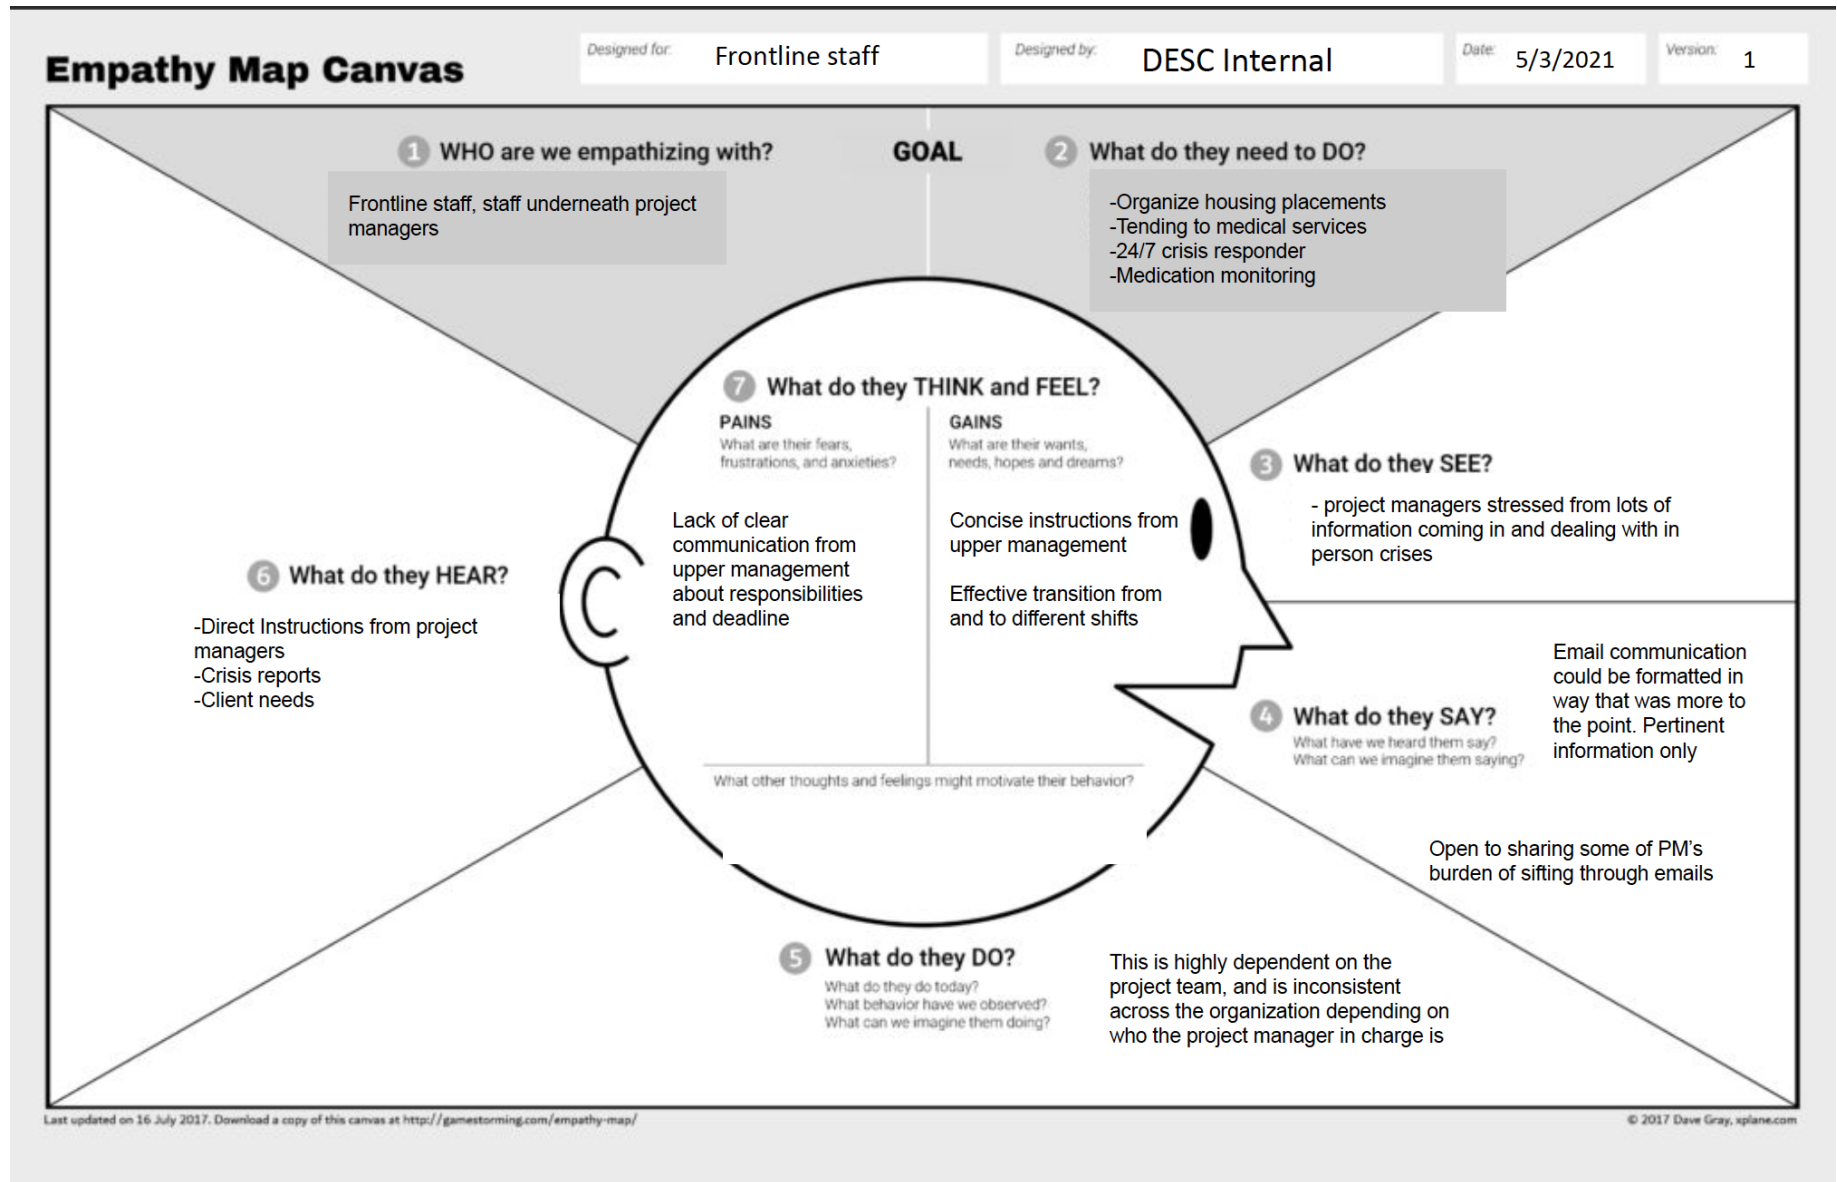 Empathy Map Canvas
Designed for:
Frontline staff
Designed by:
DESC Internal
Date:
5/3/2021
Version:
1
1 WHO are we empathizing with?
Frontline staff, staff underneath project
managers
GOAL
2 What do they need to DO?
-Organize housing placements
-Tending to medical services
-24/7 crisis responder
-Medication monitoring
7 What do they THINK and FEEL?
PAINS
What are their fears,
frustrations, and anxieties?
Lack of clear
communication from
upper management
about responsibilities
and deadline
GAINS
What are their wants,
needs, hopes and dreams?
Concise instructions from
upper management
Effective transition from
and to different shifts
What other thoughts and feelings might motivate their behavior?
3 What do they SEE?
- project managers stressed from lots of
information coming in and dealing with in
person crises
4 What do they SAY?
What have we heard them say?
What can we imagine them saying?
Email communication
could be formatted in
way that was more to
the point. Pertinent
information only
Open to sharing some of PM's
burden of sifting through emails
6 What do they HEAR?
-Direct Instructions from project
managers
-Crisis reports
-Client needs
5 What do they DO?
What do they do today?
What behavior have we observed?
What can we imagine them doing?
This is highly dependent on the
project team, and is inconsistent
across the organization depending on
who the project manager in charge is
Last updated on 16 July 2017. Download a copy of this canvas at http://gamestorming.com/empathy-map/
© 2017 Dave Gray, xplane.com